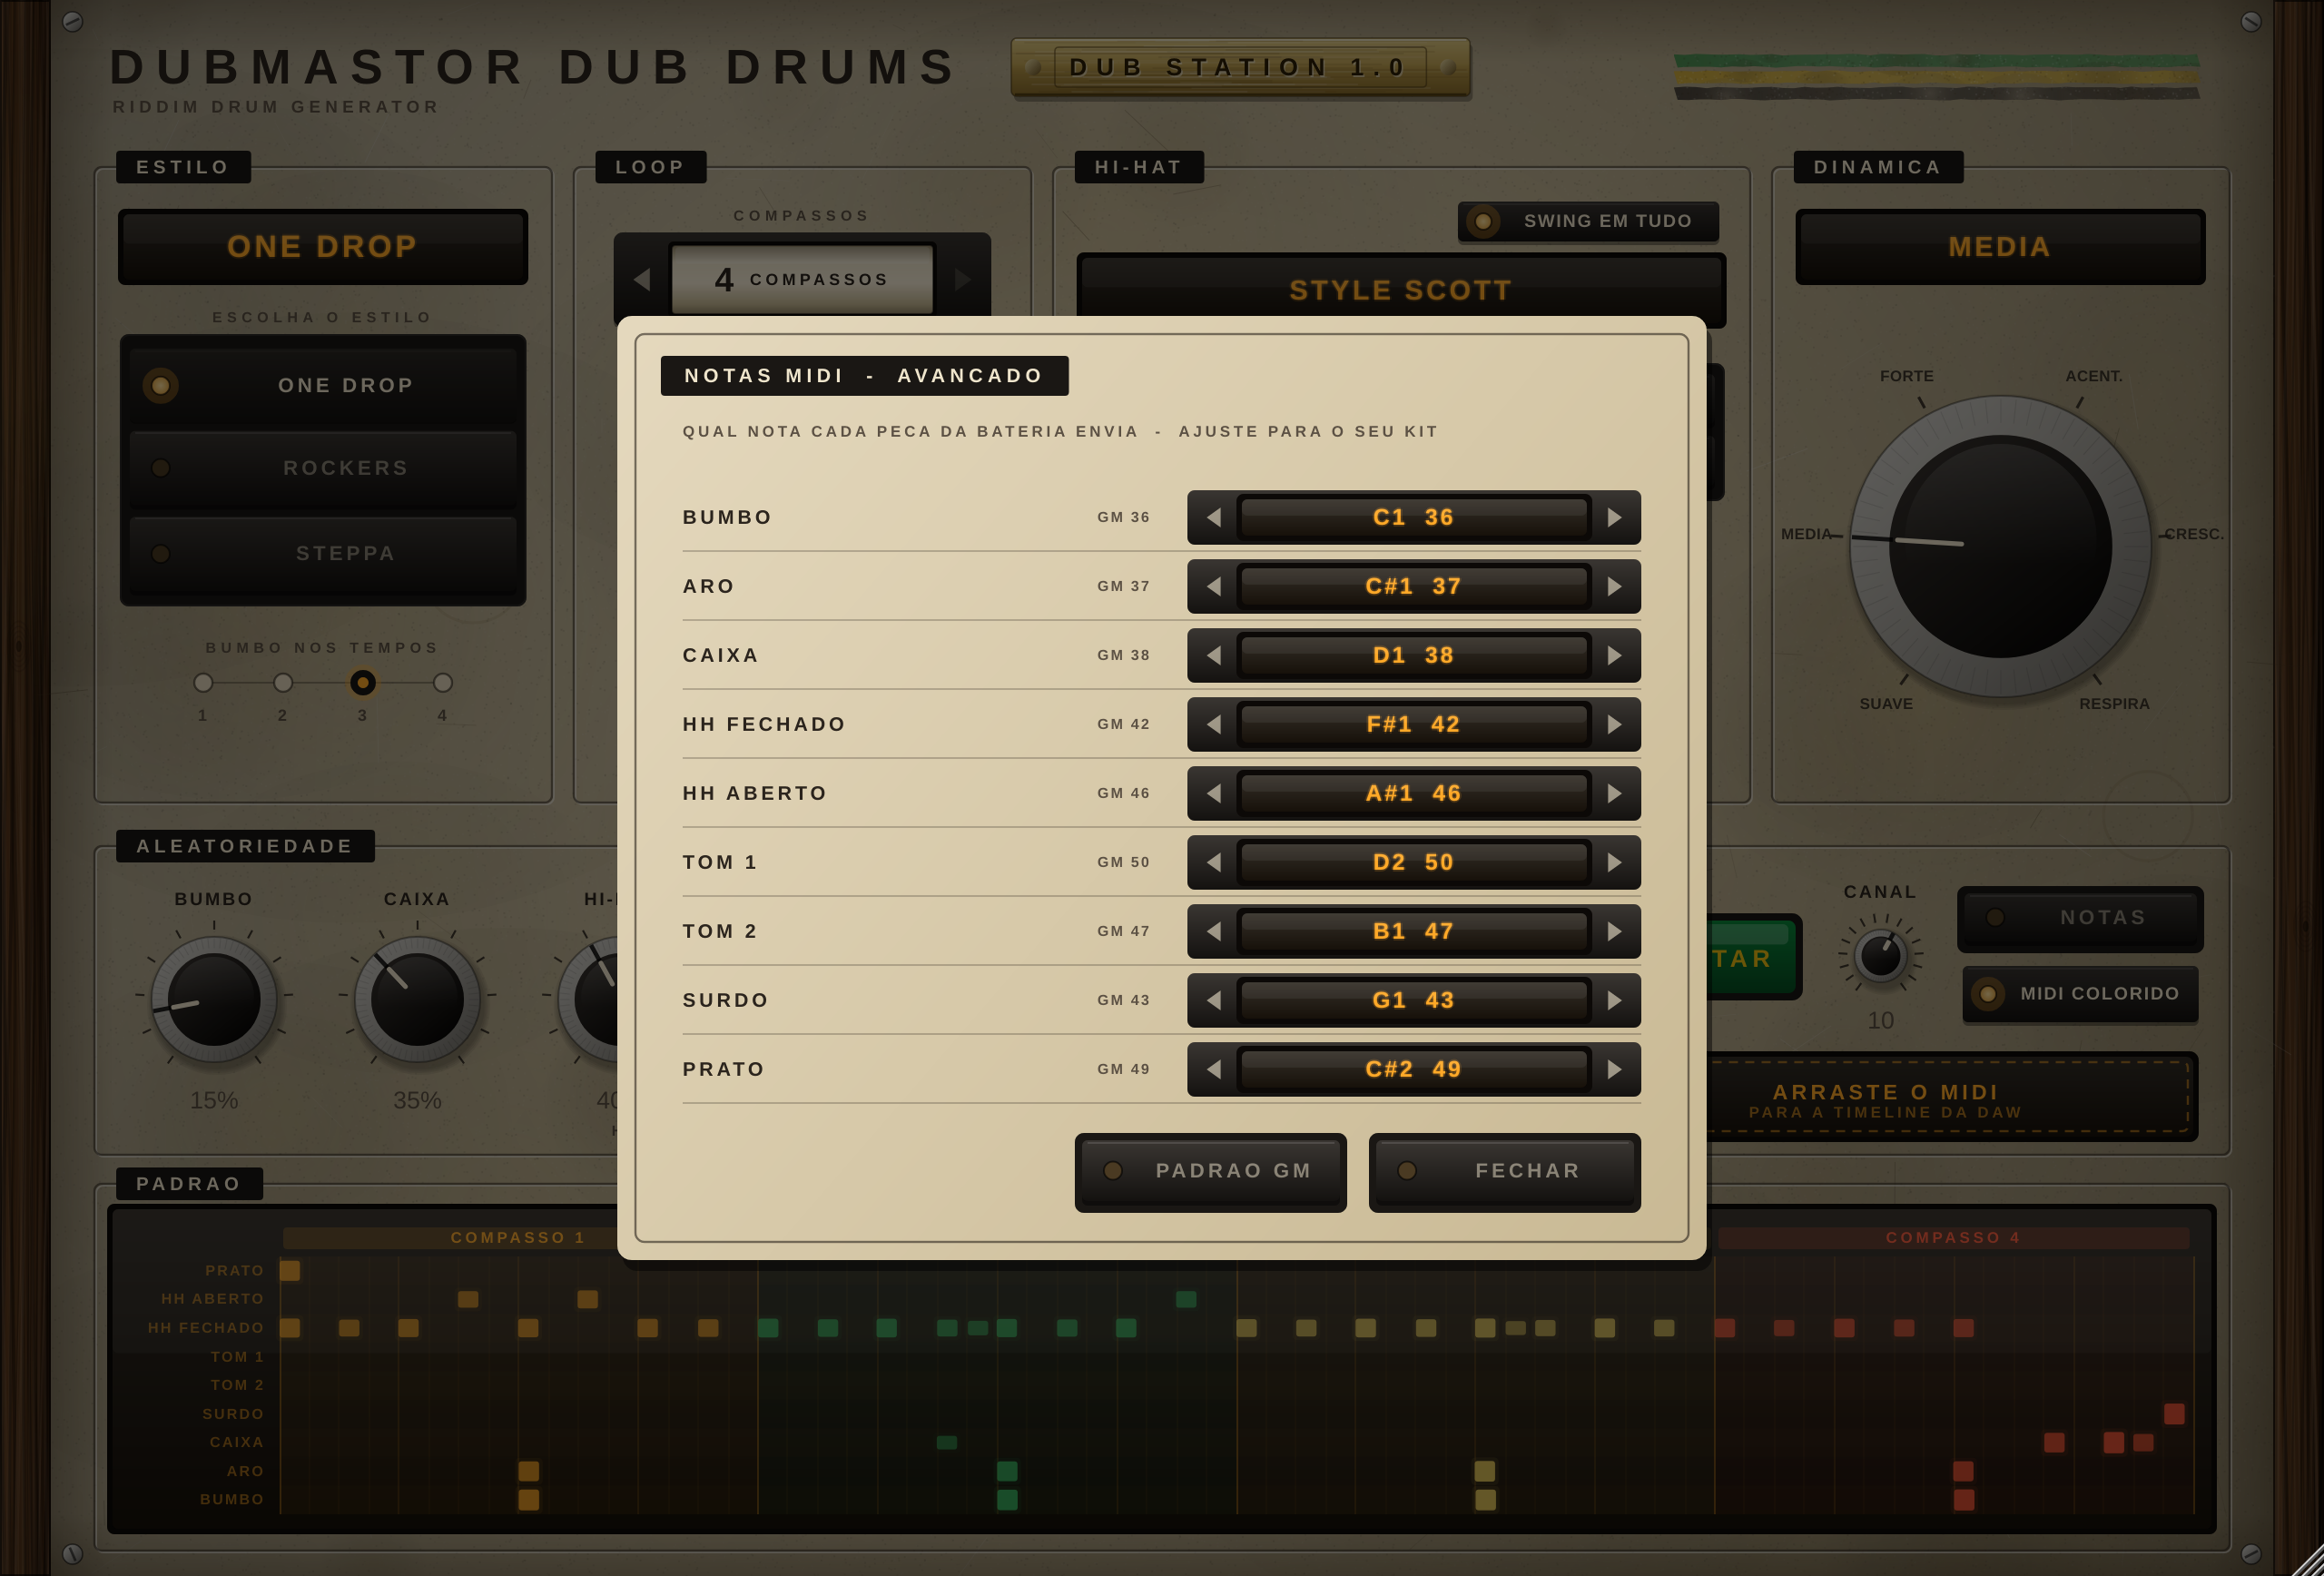 DUBMASTOR DUB DRUMS
RIDDIM DRUM GENERATOR
DUB STATION 1.0
ESTILO
ONE DROP
ESCOLHA O ESTILO
ONE DROP
ROCKERS
STEPPA
BUMBO NOS TEMPOS
1 2 3 4
LOOP
COMPASSOS
4 COMPASSOS
HI-HAT
SWING EM TUDO
STYLE SCOTT
DINAMICA
MEDIA
FORTE ACENT.
MEDIA CRESC.
SUAVE RESPIRA
NOTAS MIDI - AVANCADO
QUAL NOTA CADA PECA DA BATERIA ENVIA - AJUSTE PARA O SEU KIT
BUMBO GM 36 C1 36
ARO GM 37 C#1 37
CAIXA GM 38 D1 38
HH FECHADO GM 42 F#1 42
HH ABERTO GM 46 A#1 46
TOM 1 GM 50 D2 50
TOM 2 GM 47 B1 47
SURDO GM 43 G1 43
PRATO GM 49 C#2 49
PADRAO GM FECHAR
ALEATORIEDADE
BUMBO CAIXA HI-
15% 35% 40
TAR
CANAL
10
NOTAS
MIDI COLORIDO
ARRASTE O MIDI
PARA A TIMELINE DA DAW
PADRAO
COMPASSO 1 COMPASSO 4
PRATO
HH ABERTO
HH FECHADO
TOM 1
TOM 2
SURDO
CAIXA
ARO
BUMBO